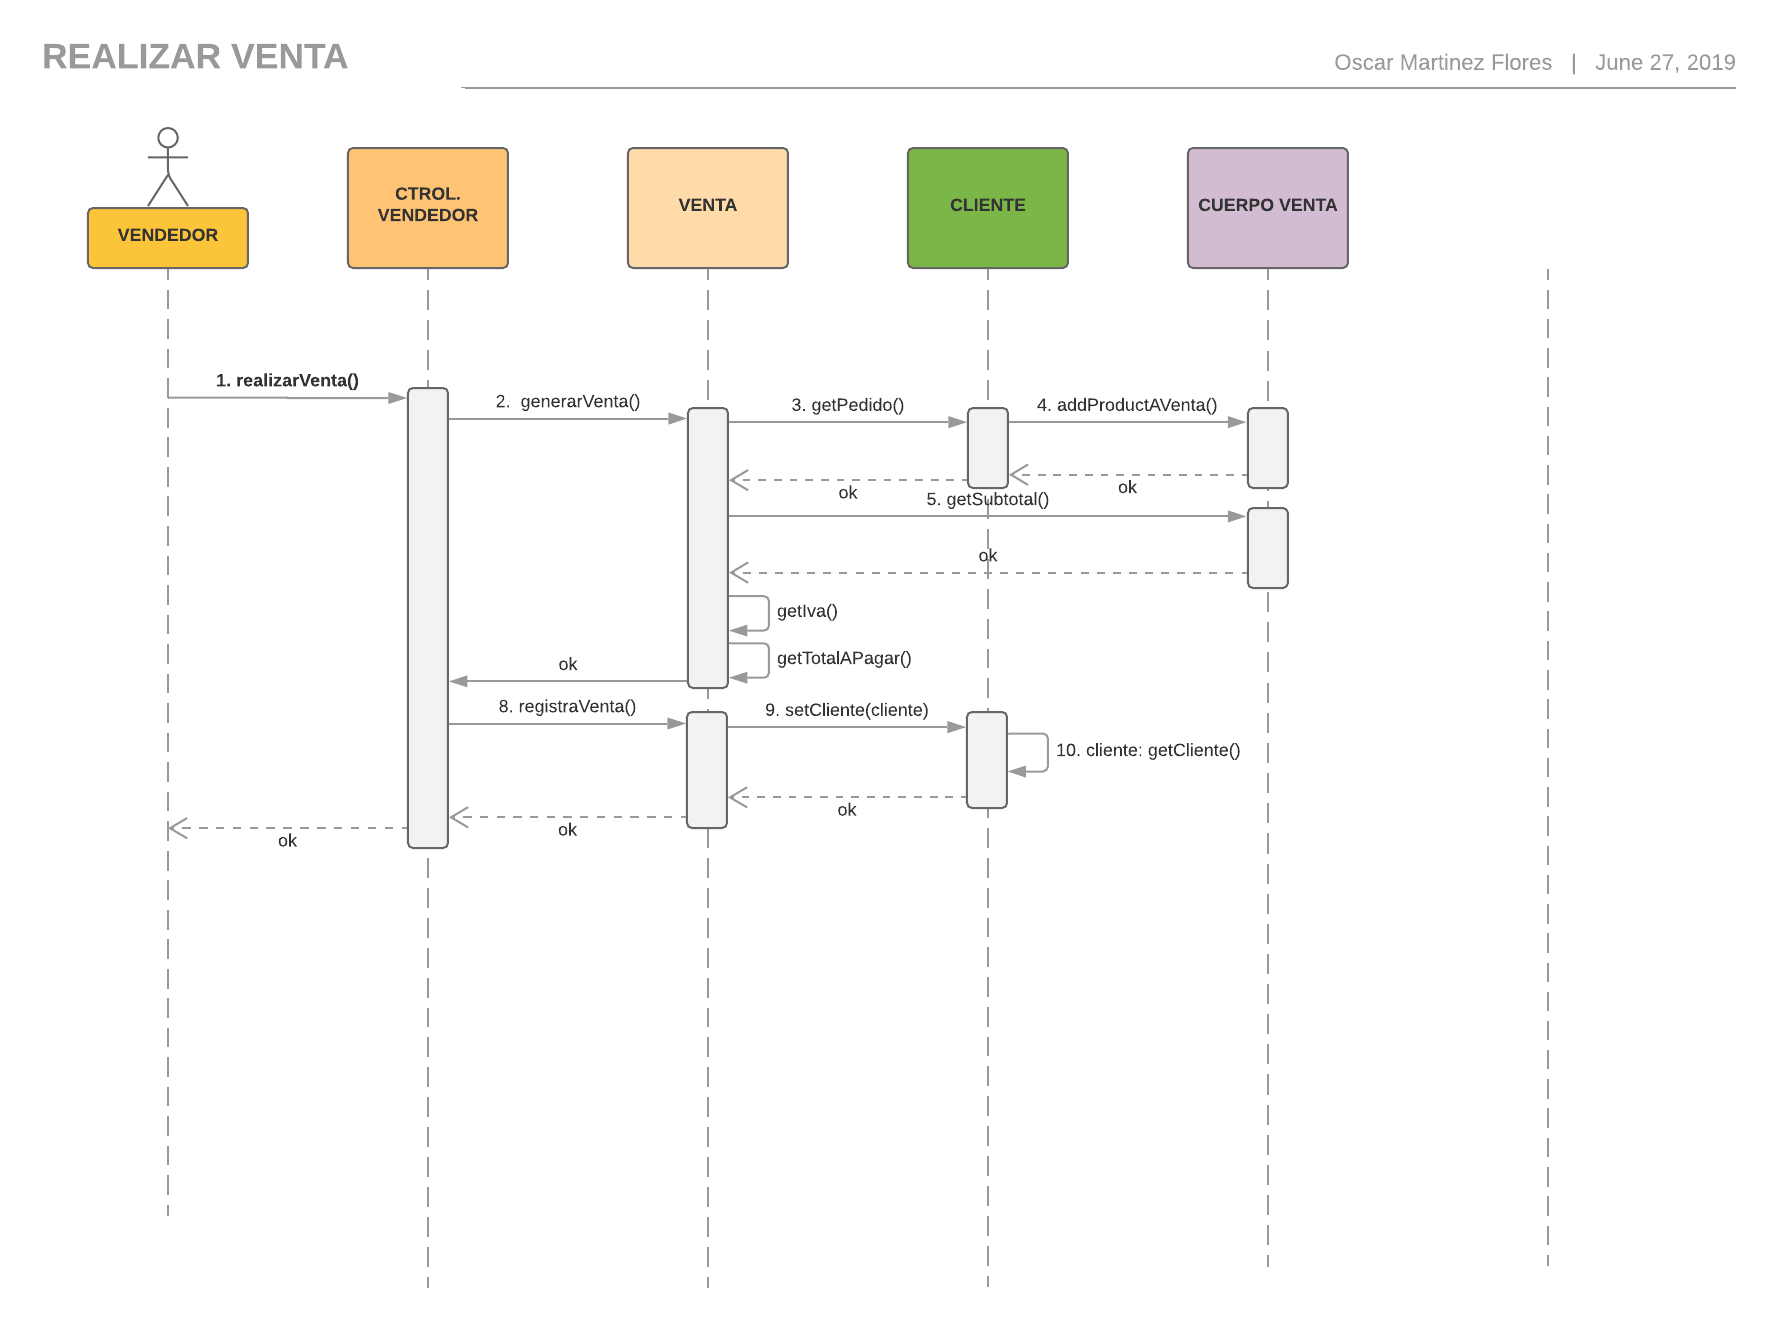 REALIZAR VENTA
Oscar Martinez Flores | June 27, 2019
VENDEDOR
CTROL.
VENDEDOR
VENTA
CLIENTE
CUERPO VENTA
1. realizarVenta()
2. generarVenta()
3. getPedido()
4. addProductAVenta()
ok
ok
5. getSubtotal()
ok
getIva()
getTotalAPagar()
ok
8. registraVenta()
9. setCliente(cliente)
10. cliente: getCliente()
ok
ok
ok